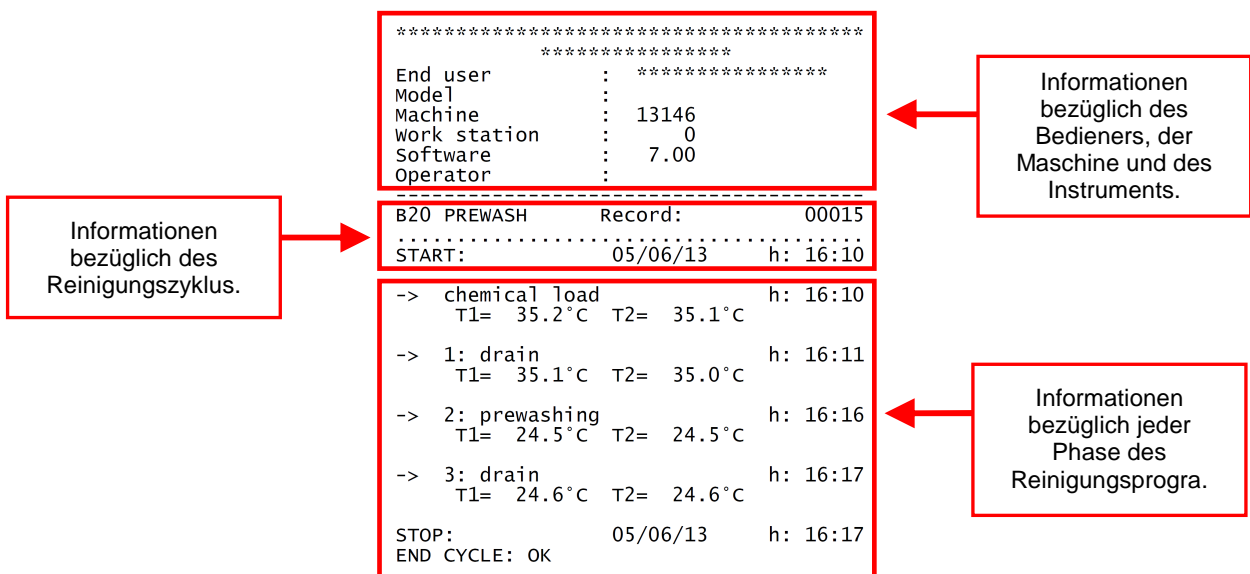 ***************************************
****************
End user : ****************
Model :
Machine : 13146
Work station : 0
Software : 7.00
Operator :
---------------------------------------
B20 PREWASH Record: 00015
.......................................
START: 05/06/13 h: 16:10
-> chemical load h: 16:10
T1= 35.2°C T2= 35.1°C
-> 1: drain h: 16:11
T1= 35.1°C T2= 35.0°C
-> 2: prewashing h: 16:16
T1= 24.5°C T2= 24.5°C
-> 3: drain h: 16:17
T1= 24.6°C T2= 24.6°C
STOP: 05/06/13 h: 16:17
END CYCLE: OK
Informationen
bezüglich des
Bedieners, der
Maschine und des
Instruments.
Informationen
bezüglich des
Reinigungszyklus.
Informationen
bezüglich jeder
Phase des
Reinigungsprogra.